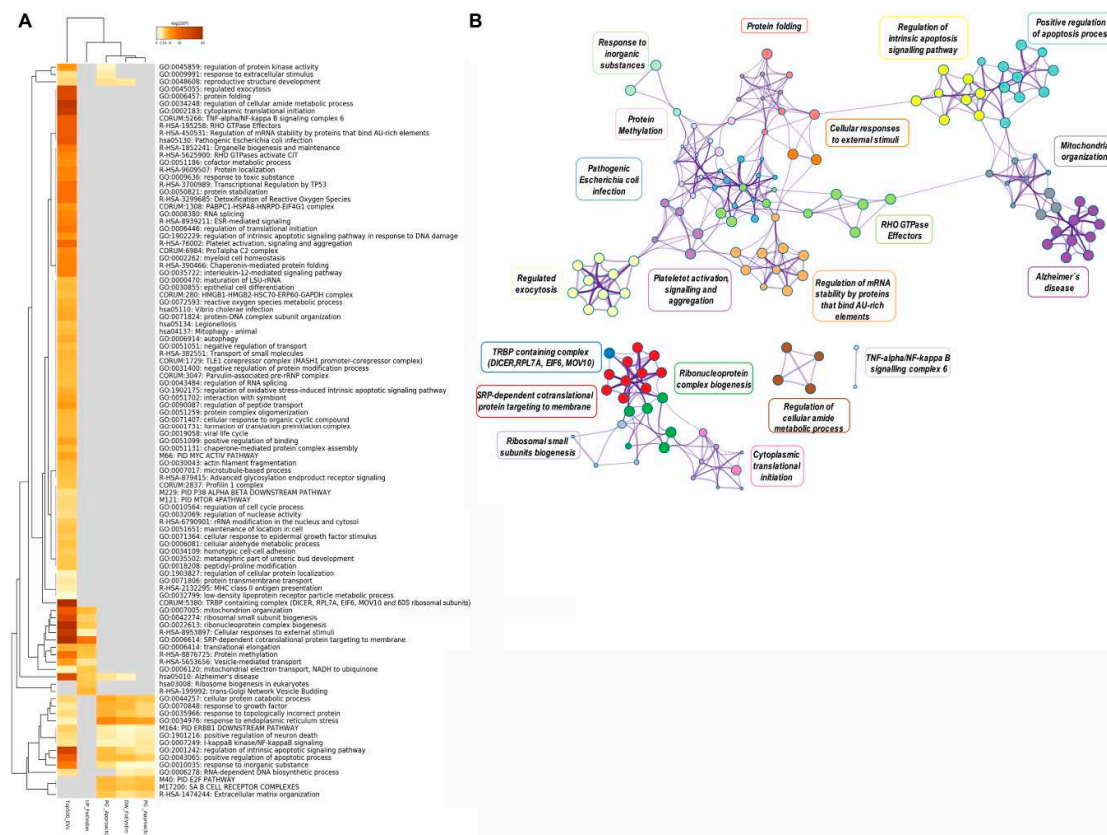 A
B
-log10(P)
GO:0045859: regulation of protein kinase activity
GO:0009991: response to extracellular stimulus
GO:0048608: reproductive structure development
GO:0045055: regulated exocytosis
GO:0006457: protein folding
GO:0034248: regulation of cellular amide metabolic process
GO:0002183: cytoplasmic translational initiation
CORUM:5266: TNF-alpha/NF-kappa B signaling complex 6
R-HSA-195258: RHO GTPase Effectors
R-HSA-450531: Regulation of mRNA stability by proteins that bind AU-rich elements
hsa05130: Pathogenic Escherichia coli infection
R-HSA-1852241: Organelle biogenesis and maintenance
R-HSA-5625900: RHO GTPases activate CIT
GO:0051186: cofactor metabolic process
R-HSA-9609507: Protein localization
GO:0009636: response to toxic substance
R-HSA-3700989: Transcriptional Regulation by TP53
GO:0050821: protein stabilization
R-HSA-3299685: Detoxification of Reactive Oxygen Species
CORUM:1308: PABPC1-HSPA8-HNRPD-EIF4G1 complex
GO:0008380: RNA splicing
R-HSA-8939211: ESR-mediated signaling
GO:0006446: regulation of translational initiation
GO:1902229: regulation of intrinsic apoptotic signaling pathway in response to DNA damage
R-HSA-76002: Platelet activation, signaling and aggregation
CORUM:6984: ProTalpha C2 complex
GO:0002262: myeloid cell homeostasis
R-HSA-390466: Chaperonin-mediated protein folding
GO:0035722: interleukin-12-mediated signaling pathway
GO:0000470: maturation of LSU-rRNA
GO:0030855: epithelial cell differentiation
CORUM:280: HMGB1-HMGB2-HSC70-ERP60-GAPDH complex
GO:0072593: reactive oxygen species metabolic process
hsa05110: Vibrio cholerae infection
GO:0071824: protein-DNA complex subunit organization
hsa05134: Legionellosis
hsa04137: Mitophagy - animal
GO:0006914: autophagy
GO:0051051: negative regulation of transport
R-HSA-382551: Transport of small molecules
CORUM:1729: TLE1 corepressor complex (MASH1 promoter-corepressor complex)
GO:0031400: negative regulation of protein modification process
CORUM:3047: Parvulin-associated pre-rRNP complex
GO:0043484: regulation of RNA splicing
GO:1902175: regulation of oxidative stress-induced intrinsic apoptotic signaling pathway
GO:0051702: interaction with symbiont
GO:0090087: regulation of peptide transport
GO:0051259: protein complex oligomerization
GO:0071407: cellular response to organic cyclic compound
GO:0001731: formation of translation preinitiation complex
GO:0019058: viral life cycle
GO:0051099: positive regulation of binding
GO:0051131: chaperone-mediated protein complex assembly
M66: PID MYC ACTIV PATHWAY
GO:0030043: actin filament fragmentation
GO:0007017: microtubule-based process
R-HSA-879415: Advanced glycosylation endproduct receptor signaling
CORUM:2837: Profilin 1 complex
M229: PID P38 ALPHA BETA DOWNSTREAM PATHWAY
M121: PID MTOR 4PATHWAY
GO:0010564: regulation of cell cycle process
GO:0032069: regulation of nuclease activity
R-HSA-6790901: rRNA modification in the nucleus and cytosol
GO:0051651: maintenance of location in cell
GO:0071364: cellular response to epidermal growth factor stimulus
GO:0006081: cellular aldehyde metabolic process
GO:0034109: homotypic cell-cell adhesion
GO:0035502: metanephric part of ureteric bud development
GO:0018208: peptidyl-proline modification
GO:1903827: regulation of cellular protein localization
GO:0071806: protein transmembrane transport
R-HSA-2132295: MHC class II antigen presentation
GO:0032799: low-density lipoprotein receptor particle metabolic process
CORUM:5380: TRBP containing complex (DICER, RPL7A, EIF6, MOV10 and 60S ribosomal subunits)
GO:0007005: mitochondrion organization
GO:0042274: ribosomal small subunit biogenesis
GO:0022613: ribonucleoprotein complex biogenesis
R-HSA-8953897: Cellular responses to external stimuli
GO:0006614: SRP-dependent cotranslational protein targeting to membrane
GO:0006414: translational elongation
R-HSA-8876725: Protein methylation
R-HSA-5653656: Vesicle-mediated transport
GO:0006120: mitochondrial electron transport, NADH to ubiquinone
hsa05010: Alzheimer's disease
hsa03008: Ribosome biogenesis in eukaryotes
R-HSA-199992: trans-Golgi Network Vesicle Budding
GO:0044257: cellular protein catabolic process
GO:0070848: response to growth factor
GO:0035966: response to topologically incorrect protein
GO:0034976: response to endoplasmic reticulum stress
M164: PID ERBB1 DOWNSTREAM PATHWAY
GO:1901216: positive regulation of neuron death
GO:0007249: I-kappaB kinase/NF-kappaB signaling
GO:2001242: regulation of intrinsic apoptotic signaling pathway
GO:0043065: positive regulation of apoptotic process
GO:0010035: response to inorganic substance
GO:0006278: RNA-dependent DNA biosynthetic process
M40: PID E2F PATHWAY
M17200: SA B CELL RECEPTOR COMPLEXES
R-HSA-1474244: Extracellular matrix organization
Protein folding
Response to
inorganic
substances
Regulation of
intrinsic apoptosis
signalling pathway
Positive regulation
of apoptosis process
Protein
Methylation
Cellular responses
to external stimuli
Mitochondria
organization
Pathogenic
Escherichia coli
infection
RHO GTPase
Effectors
Regulated
exocytosis
Plateletet activation,
signalling and
aggregation
Regulation of mRNA
stability by proteins
that bind AU-rich
elements
Alzheimer´s
disease
TRBP containing complex
(DICER,RPL7A, EIF6, MOV10)
Ribonucleoprotein
complex biogenesis
TNF-alpha/NF-kappa B
signalling complex 6
SRP-dependent cotranslational
protein targeting to membrane
Regulation of
cellular amide
metabolic process
Ribosomal small
subunits biogenesis
Cytoplasmic
translational
initiation